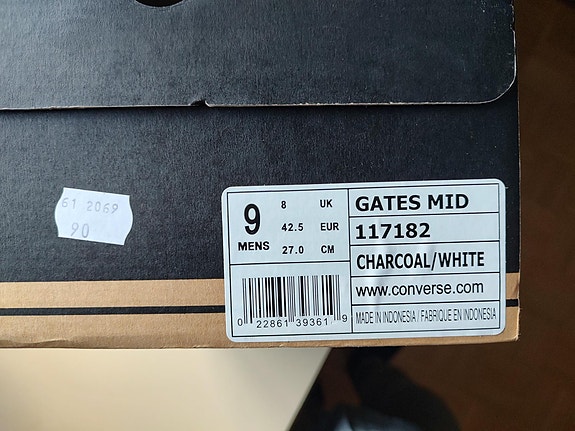 61 2069
90
9
MENS
8 UK
42.5 EUR
27.0 CM
GATES MID
117182
CHARCOAL/WHITE
www.converse.com
MADE IN INDONESIA / FABRIQUE EN INDONESIA
0 22861 39361 9